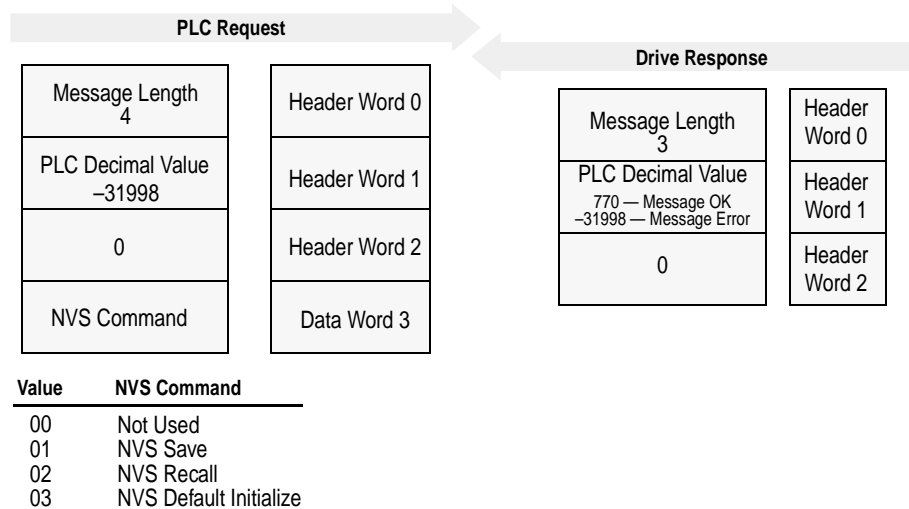 PLC Request
Drive Response
Message Length
4
Header Word 0
PLC Decimal Value
–31998
Header Word 1
0
Header Word 2
NVS Command
Data Word 3
Message Length
3
Header
Word 0
PLC Decimal Value
770 — Message OK
–31998 — Message Error
Header
Word 1
0
Header
Word 2
Value NVS Command
00 Not Used
01 NVS Save
02 NVS Recall
03 NVS Default Initialize